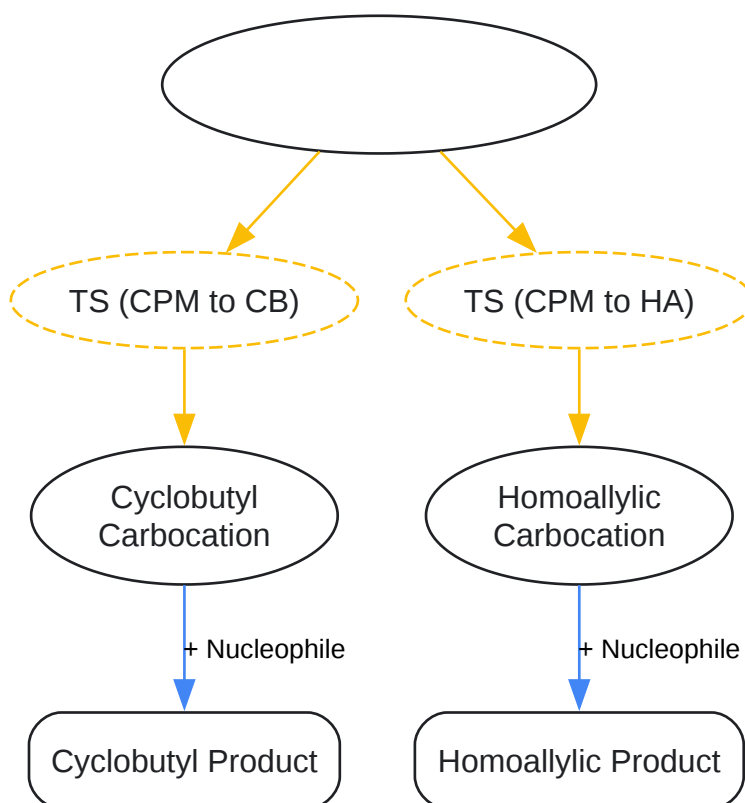 TS (CPM to CB)
TS (CPM to HA)
Cyclobutyl
Carbocation
Homoallylic
Carbocation
+ Nucleophile
+ Nucleophile
Cyclobutyl Product
Homoallylic Product